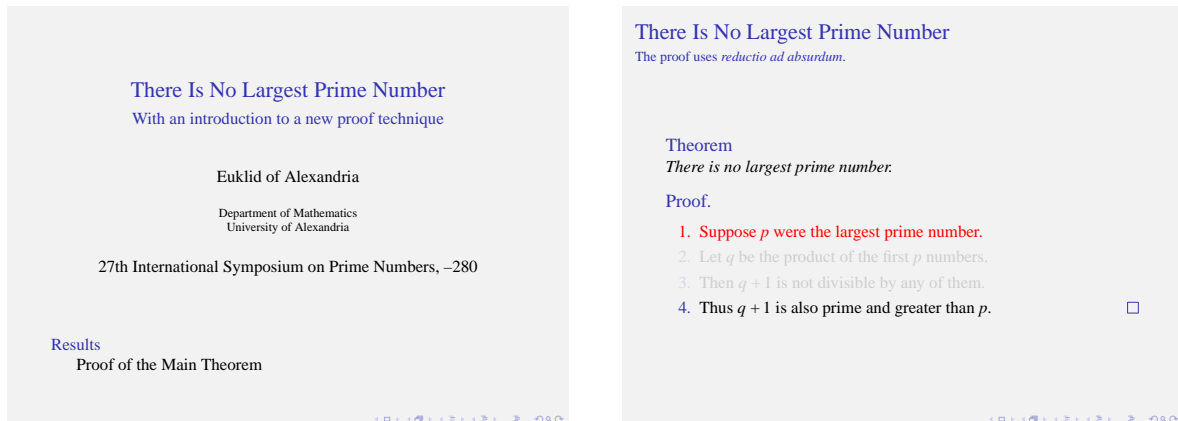 There Is No Largest Prime Number
With an introduction to a new proof technique
Euklid of Alexandria
Department of Mathematics
University of Alexandria
27th International Symposium on Prime Numbers, –280
Results
Proof of the Main Theorem
There Is No Largest Prime Number
The proof uses reductio ad absurdum.
Theorem
There is no largest prime number.
Proof.
1. Suppose p were the largest prime number.
2. Let q be the product of the first p numbers.
3. Then q + 1 is not divisible by any of them.
4. Thus q + 1 is also prime and greater than p.